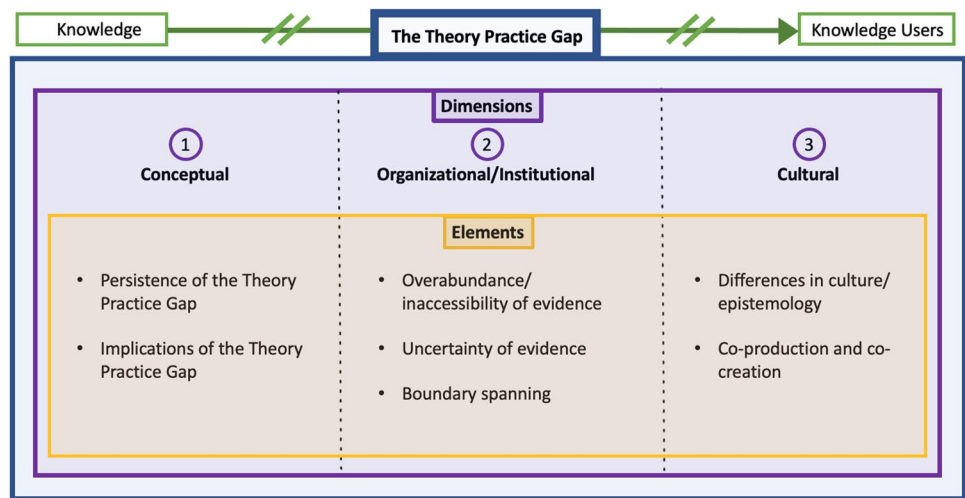 Knowledge
The Theory Practice Gap
Knowledge Users
Dimensions
1
Conceptual
2
Organizational/Institutional
3
Cultural
Elements
• Persistence of the Theory
Practice Gap
• Implications of the Theory
Practice Gap
• Overabundance/
inaccessibility of evidence
• Uncertainty of evidence
• Boundary spanning
• Differences in culture/
epistemology
• Co-production and co-
creation